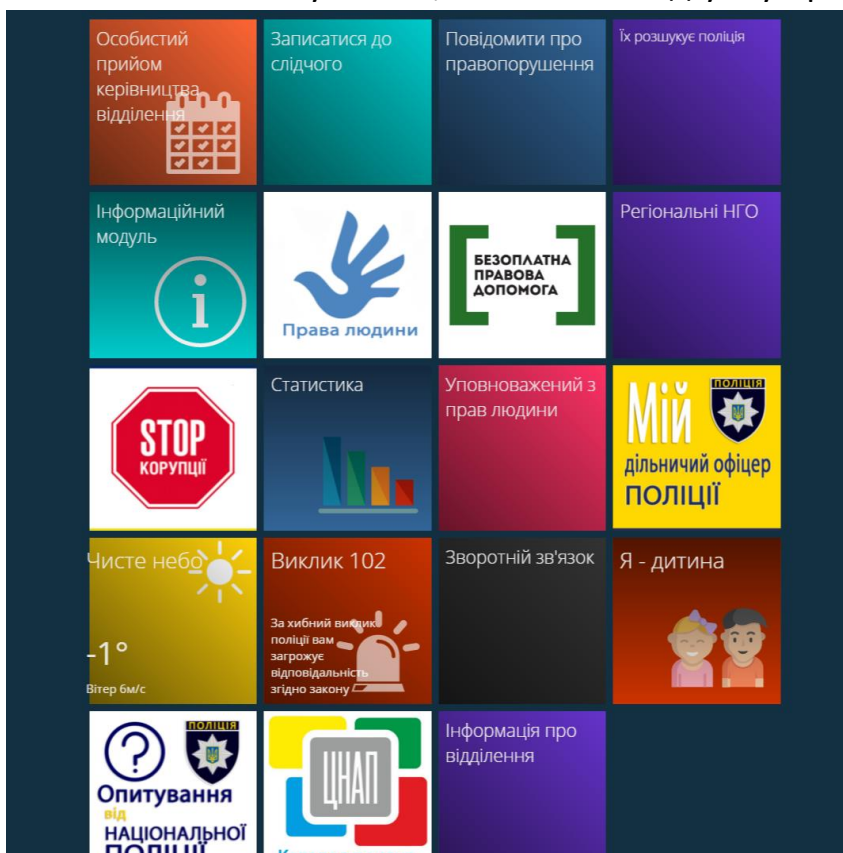 Особистий
прийом
керівництва
відділення
Записатися до
слідчого
Повідомити про
правопорушення
Їх розшукує поліція
Інформаційний
модуль
i
Права людини
БЕЗОПЛАТНА
ПРАВОВА
ДОПОМОГА
Регіональні НГО
STOP
КОРУПЦІЇ
Статистика
Уповноважений з
прав людини
ПОЛІЦІЯ
Мій
дільничий офіцер
ПОЛІЦІЇ
Чисте небо
-1°
Вітер 6м/с
Виклик 102
За хибний виклик
поліції вам
загрожує
відповідальність
згідно закону
Зворотній зв'язок
Я - дитина
?
ПОЛІЦІЯ
Опитування
від
НАЦІОНАЛЬНОЇ
ПОЛІЦІЇ
ЦНАП
Інформація про
відділення